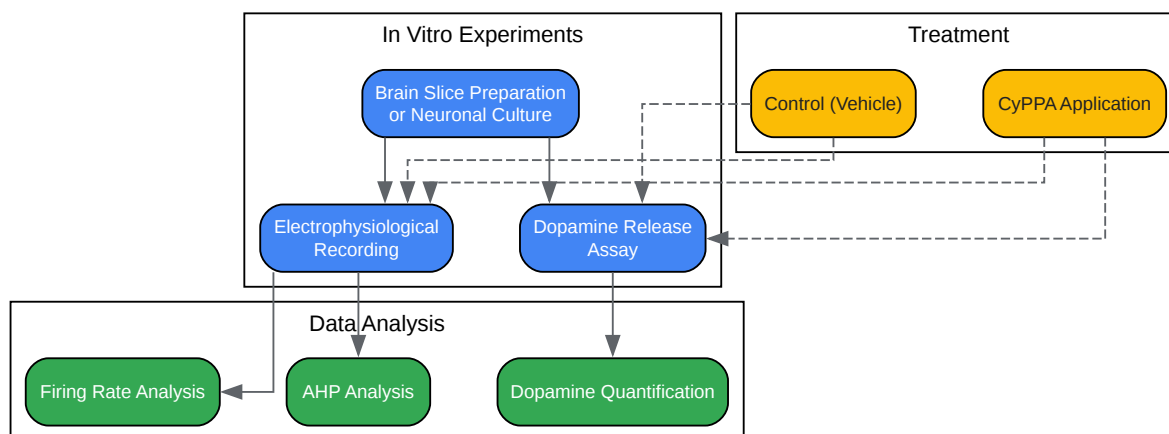 In Vitro Experiments
Treatment
Brain Slice Preparation
or Neuronal Culture
Control (Vehicle)
CyPPA Application
Electrophysiological
Recording
Dopamine Release
Assay
Data Analysis
Firing Rate Analysis
AHP Analysis
Dopamine Quantification